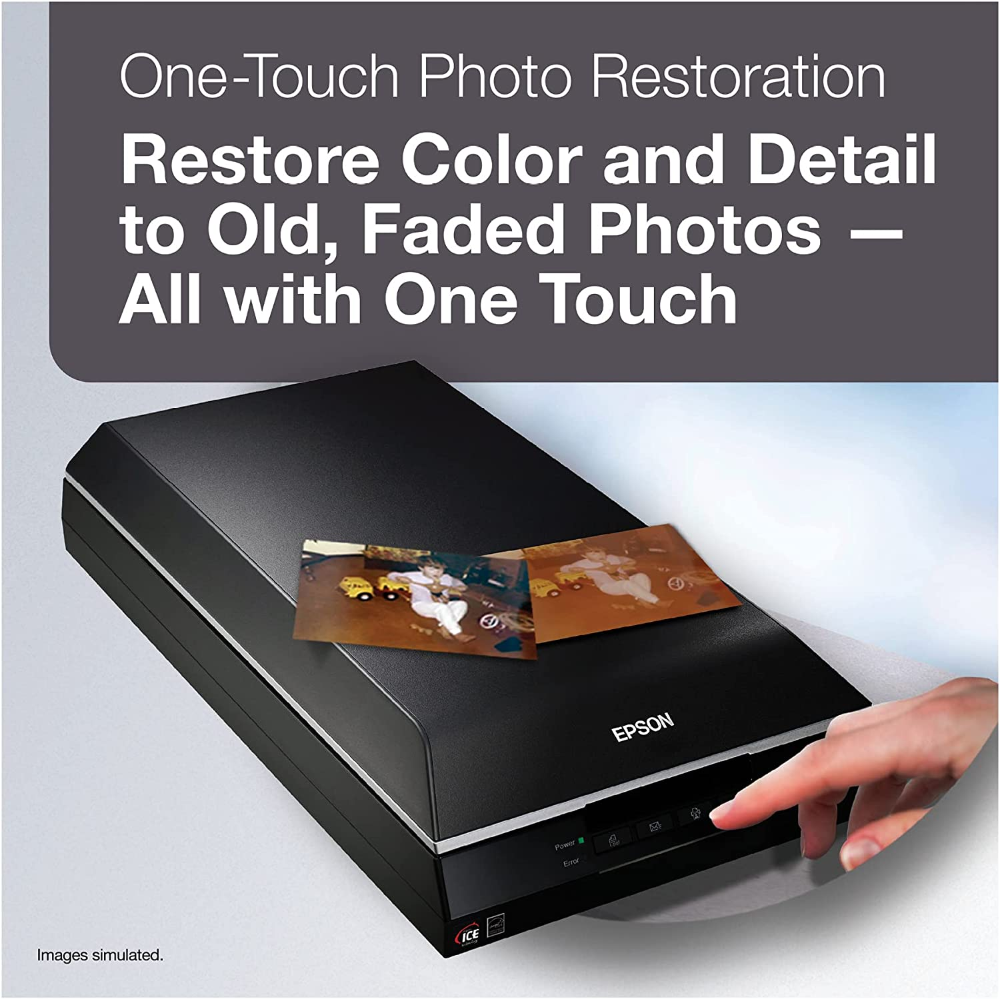 One-Touch Photo Restoration
Restore Color and Detail
to Old, Faded Photos —
All with One Touch
EPSON
Power
Error
ICE
Images simulated.